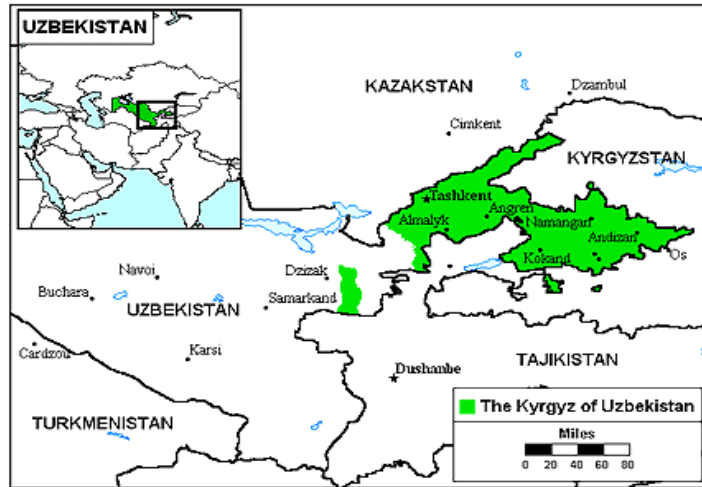 UZBEKISTAN
KAZAKSTAN
Dzambul
Cimkent
KYRGYZSTAN
Tashkent
Angren
Namangan
Almalyk
Andizan
Kokand
Os
Navoi
Dzizak
Buchara
UZBEKISTAN
Samarkand
Cardzou
Karsi
Dushanbe
TAJIKISTAN
TURKMENISTAN
The Kyrgyz of Uzbekistan
Miles
0 20 40 60 80